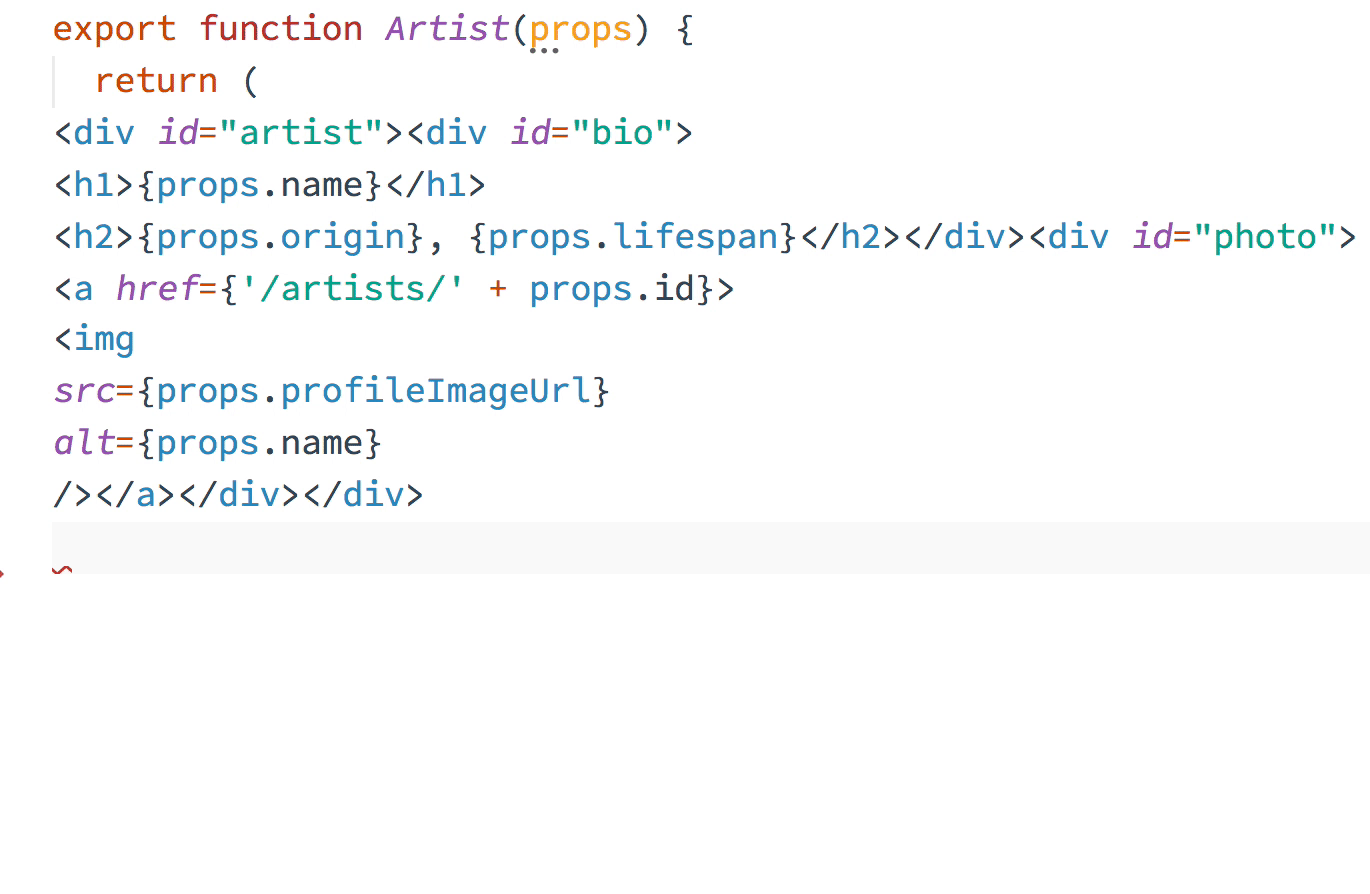 export function Artist(props) {
return (
<div id="artist"><div id="bio">
<h1>{props.name}</h1>
<h2>{props.origin}, {props.lifespan}</h2></div><div id="photo">
<a href={'/artists/' + props.id}>
<img
src={props.profileImageUrl}
alt={props.name}
/></a></div></div>